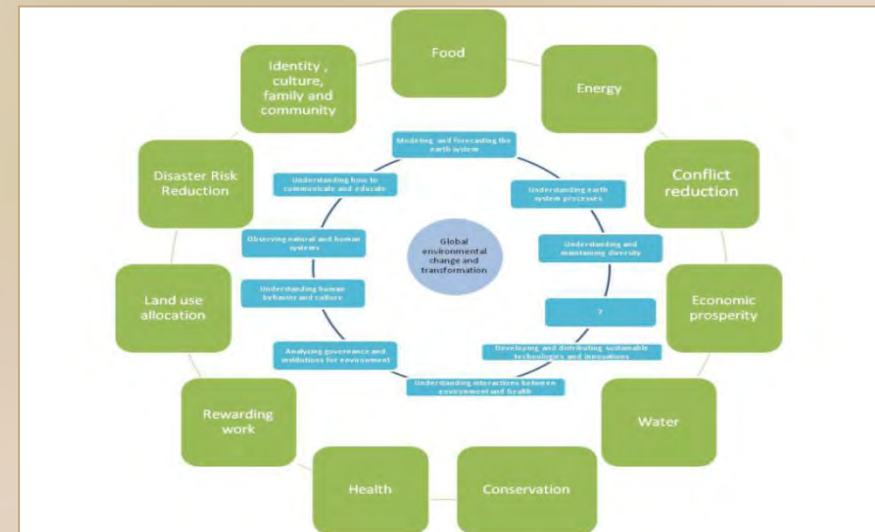 Food
Energy
Conflict
reduction
Economic
prosperity
Water
Conservation
Health
Rewarding
work
Land use
allocation
Disaster Risk
Reduction
Identity ,
culture,
family and
community
Modeling and forecasting the
earth system
Understanding earth
system processes
Understanding and
maintaining diversity
?
Developing and distributing sustainable
technologies and innovations
Understanding interactions between
environment and health
Analyzing governance and
institutions for environment
Understanding human
behavior and culture
Observing natural and human
systems
Understanding how to
communicate and educate
Global
environmental
change and
transformation